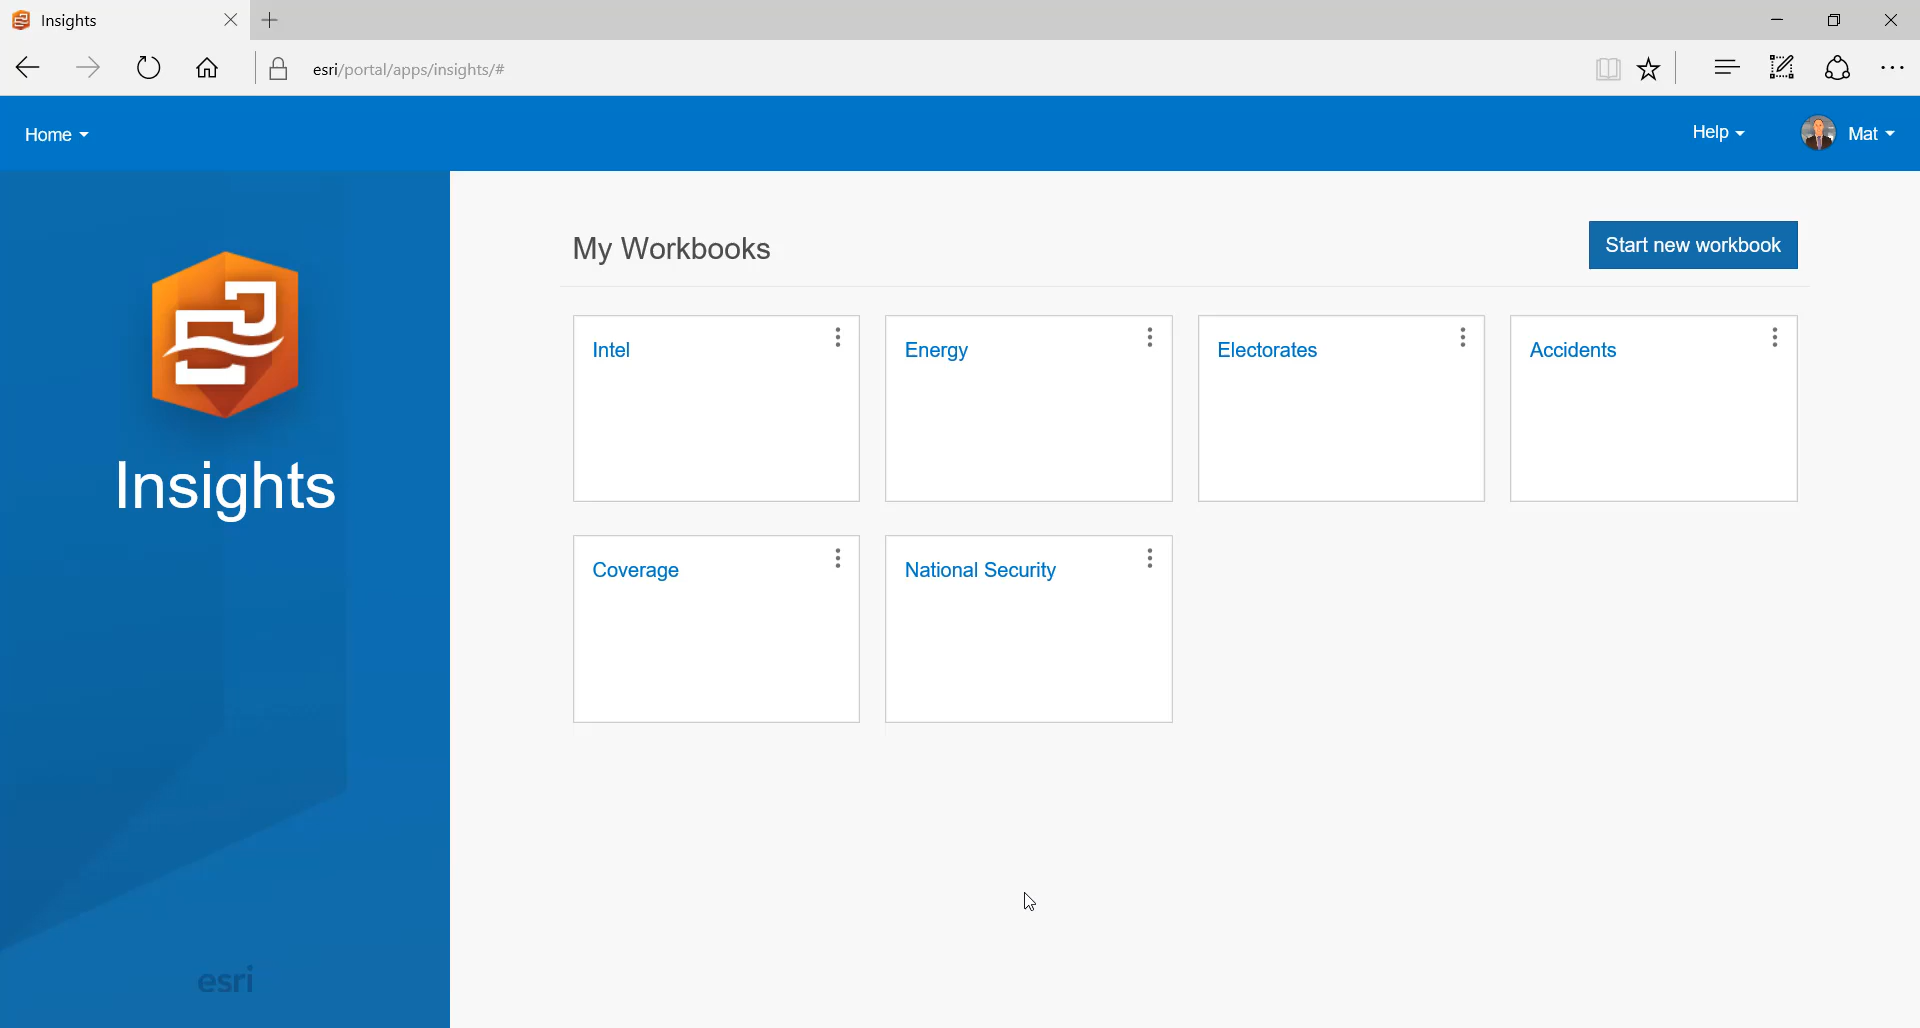 Insights
esri/portal/apps/insights/#
Home
Help
Mat
Insights
esri
My Workbooks
Start new workbook
Intel
Energy
Electorates
Accidents
Coverage
National Security